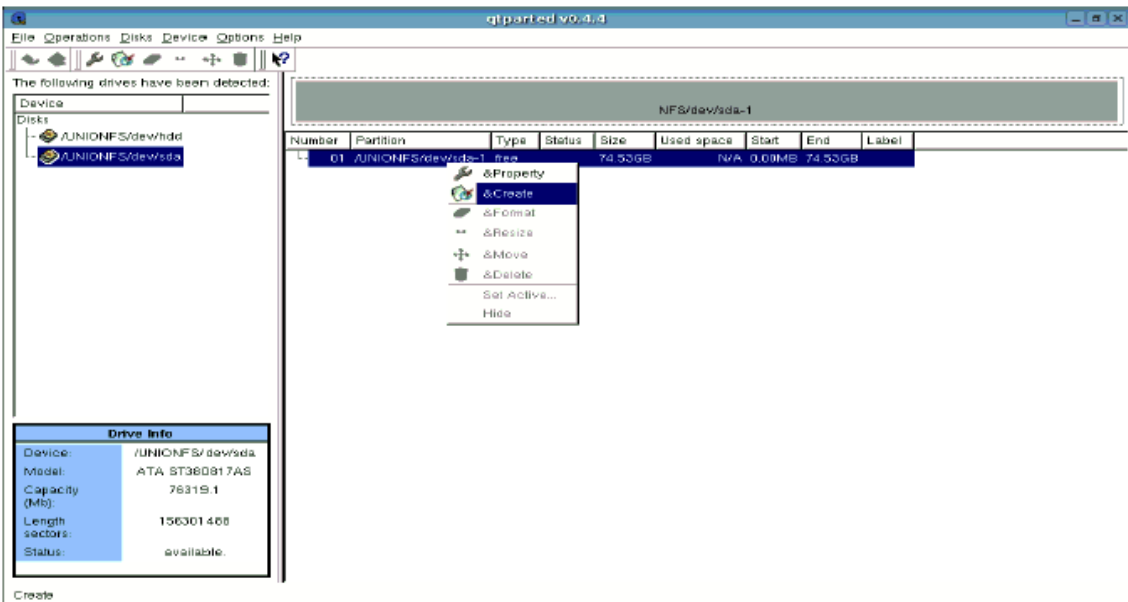 qtparted v0.4.4
File Operations Disks Device Options Help
The following drives have been detected:
Device
Disks
/UNIONFS/dev/hdd
/UNIONFS/dev/sda
NFS/dev/sda-1
Number Partition Type Status Size Used space Start End Label
01 /UNIONFS/dev/sda-1 free 74.53GB N/A 0.00MB 74.53GB
&Property
&Create
&Format
&Resize
&Move
&Delete
Set Active...
Hide
Drive Info
Device: /UNIONFS/dev/sda
Model: ATA ST380817AS
Capacity (Mb): 76319.1
Length sectors: 156301488
Status: available.
Create